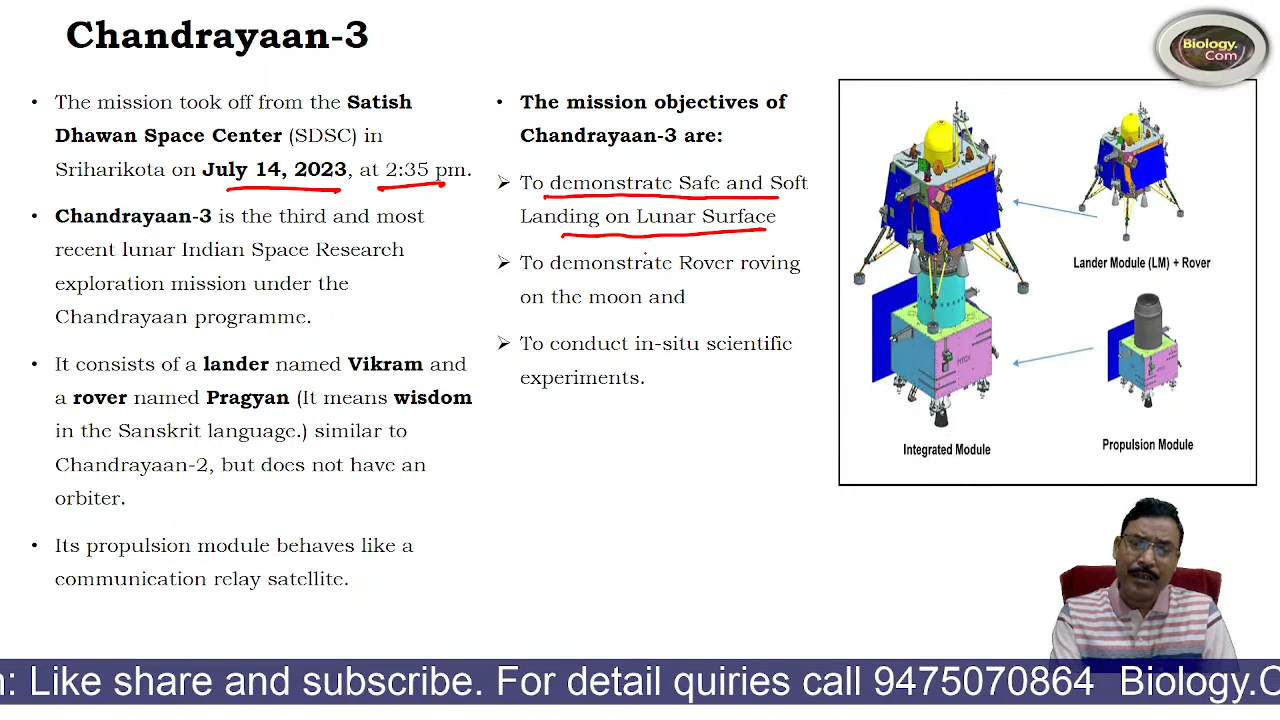 Chandrayaan-3
Biology.
Com
• The mission took off from the Satish
Dhawan Space Center (SDSC) in
Sriharikota on July 14, 2023, at 2:35 pm.
• Chandrayaan-3 is the third and most
recent lunar Indian Space Research
exploration mission under the
Chandrayaan programme.
• It consists of a lander named Vikram and
a rover named Pragyan (It means wisdom
in the Sanskrit language.) similar to
Chandrayaan-2, but does not have an
orbiter.
• Its propulsion module behaves like a
communication relay satellite.
• The mission objectives of
Chandrayaan-3 are:
➢ To demonstrate Safe and Soft
Landing on Lunar Surface
➢ To demonstrate Rover roving
on the moon and
➢ To conduct in-situ scientific
experiments.
Lander Module (LM) + Rover
Integrated Module
Propulsion Module
: Like share and subscribe. For detail quiries call 9475070864 Biology.C